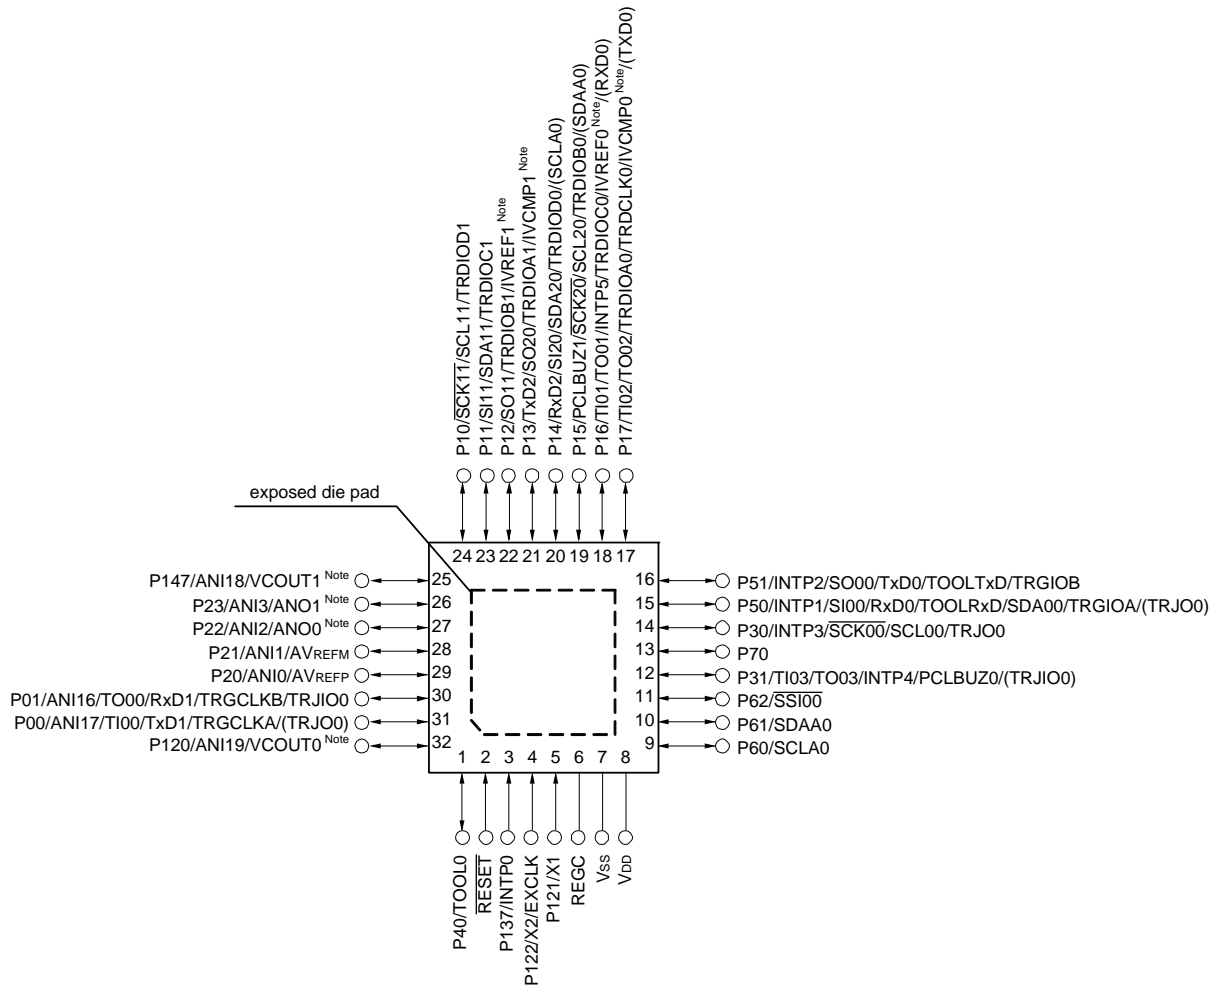 P10/SCK11/SCL11/TRDIOD1
P11/SI11/SDA11/TRDIOC1
P12/SO11/TRDIOB1/IVREF1 Note
P13/TxD2/SO20/TRDIOA1/IVCMP1 Note
P14/RxD2/SI20/SDA20/TRDIOD0/(SCLA0)
P15/PCLBUZ1/SCK20/SCL20/TRDIOB0/(SDAA0)
P16/TI01/TO01/INTP5/TRDIOC0/IVREF0 Note/(RXD0)
P17/TI02/TO02/TRDIOA0/TRDCLK0/IVCMP0 Note/(TXD0)
exposed die pad
24 23 22 21 20 19 18 17
P147/ANI18/VCOUT1 Note 25
P23/ANI3/ANO1 Note 26
P22/ANI2/ANO0 Note 27
P21/ANI1/AVREFM 28
P20/ANI0/AVREFP 29
P01/ANI16/TO00/RxD1/TRGCLKB/TRJIO0 30
P00/ANI17/TI00/TxD1/TRGCLKA/(TRJO0) 31
P120/ANI19/VCOUT0 Note 32
16 P51/INTP2/SO00/TxD0/TOOLTxD/TRGIOB
15 P50/INTP1/SI00/RxD0/TOOLRxD/SDA00/TRGIOA/(TRJO0)
14 P30/INTP3/SCK00/SCL00/TRJO0
13 P70
12 P31/TI03/TO03/INTP4/PCLBUZ0/(TRJIO0)
11 P62/SSI00
10 P61/SDAA0
9 P60/SCLA0
1 2 3 4 5 6 7 8
P40/TOOL0
RESET
P137/INTP0
P122/X2/EXCLK
P121/X1
REGC
VSS
VDD